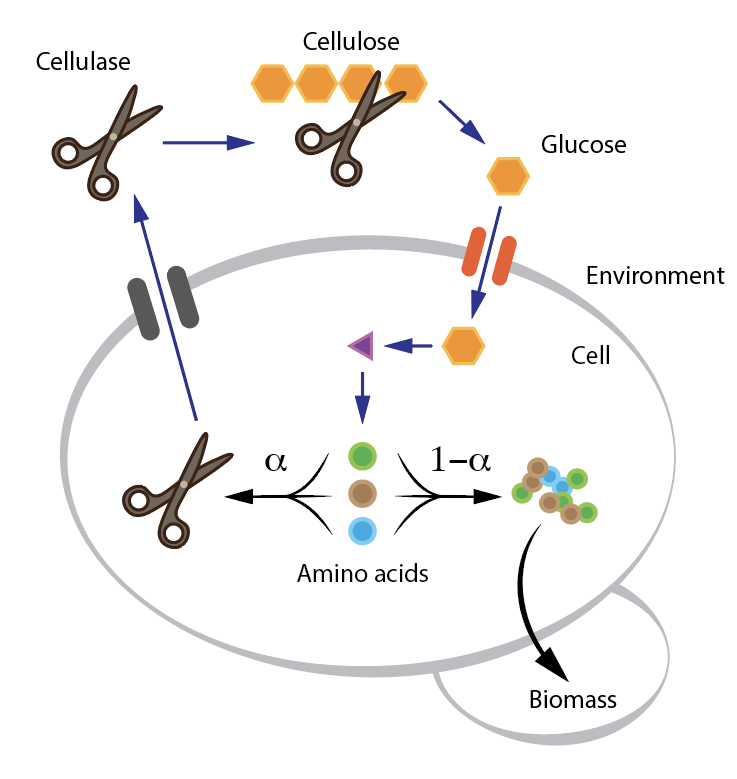 Cellulose
Cellulase
Glucose
Environment
Cell
α
1−α
Amino acids
Biomass